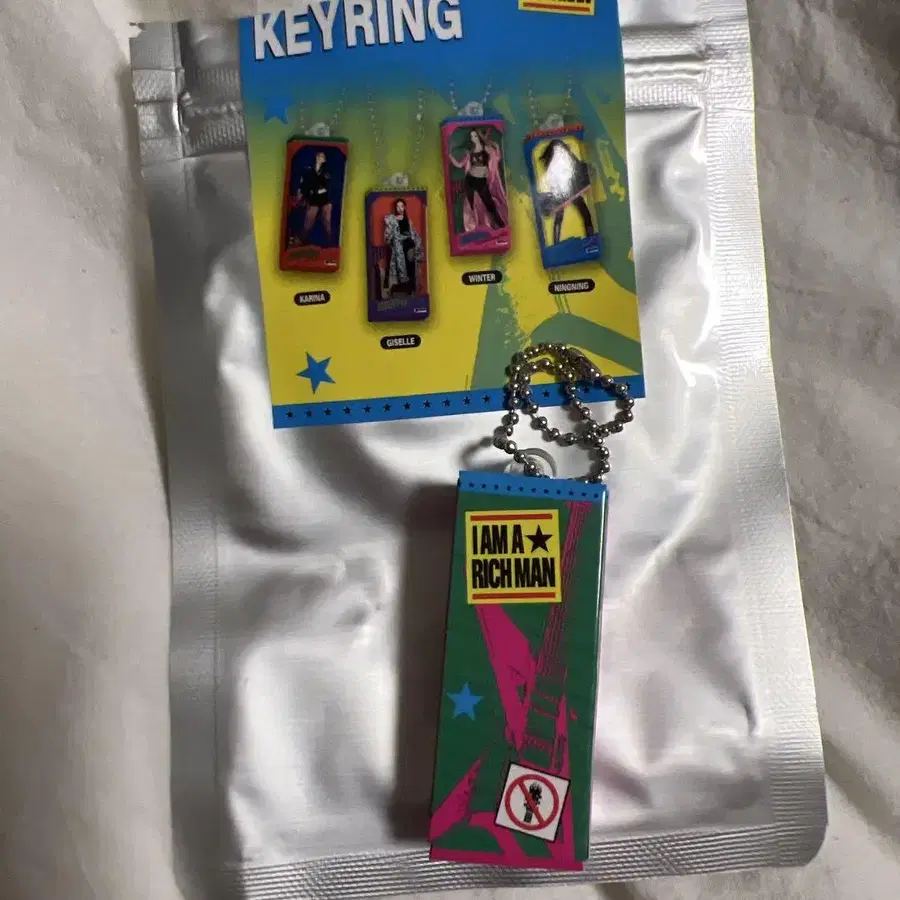 KEYRING
KARINA
GISELLE
WINTER
NINGNING
I AM A
RICH MAN